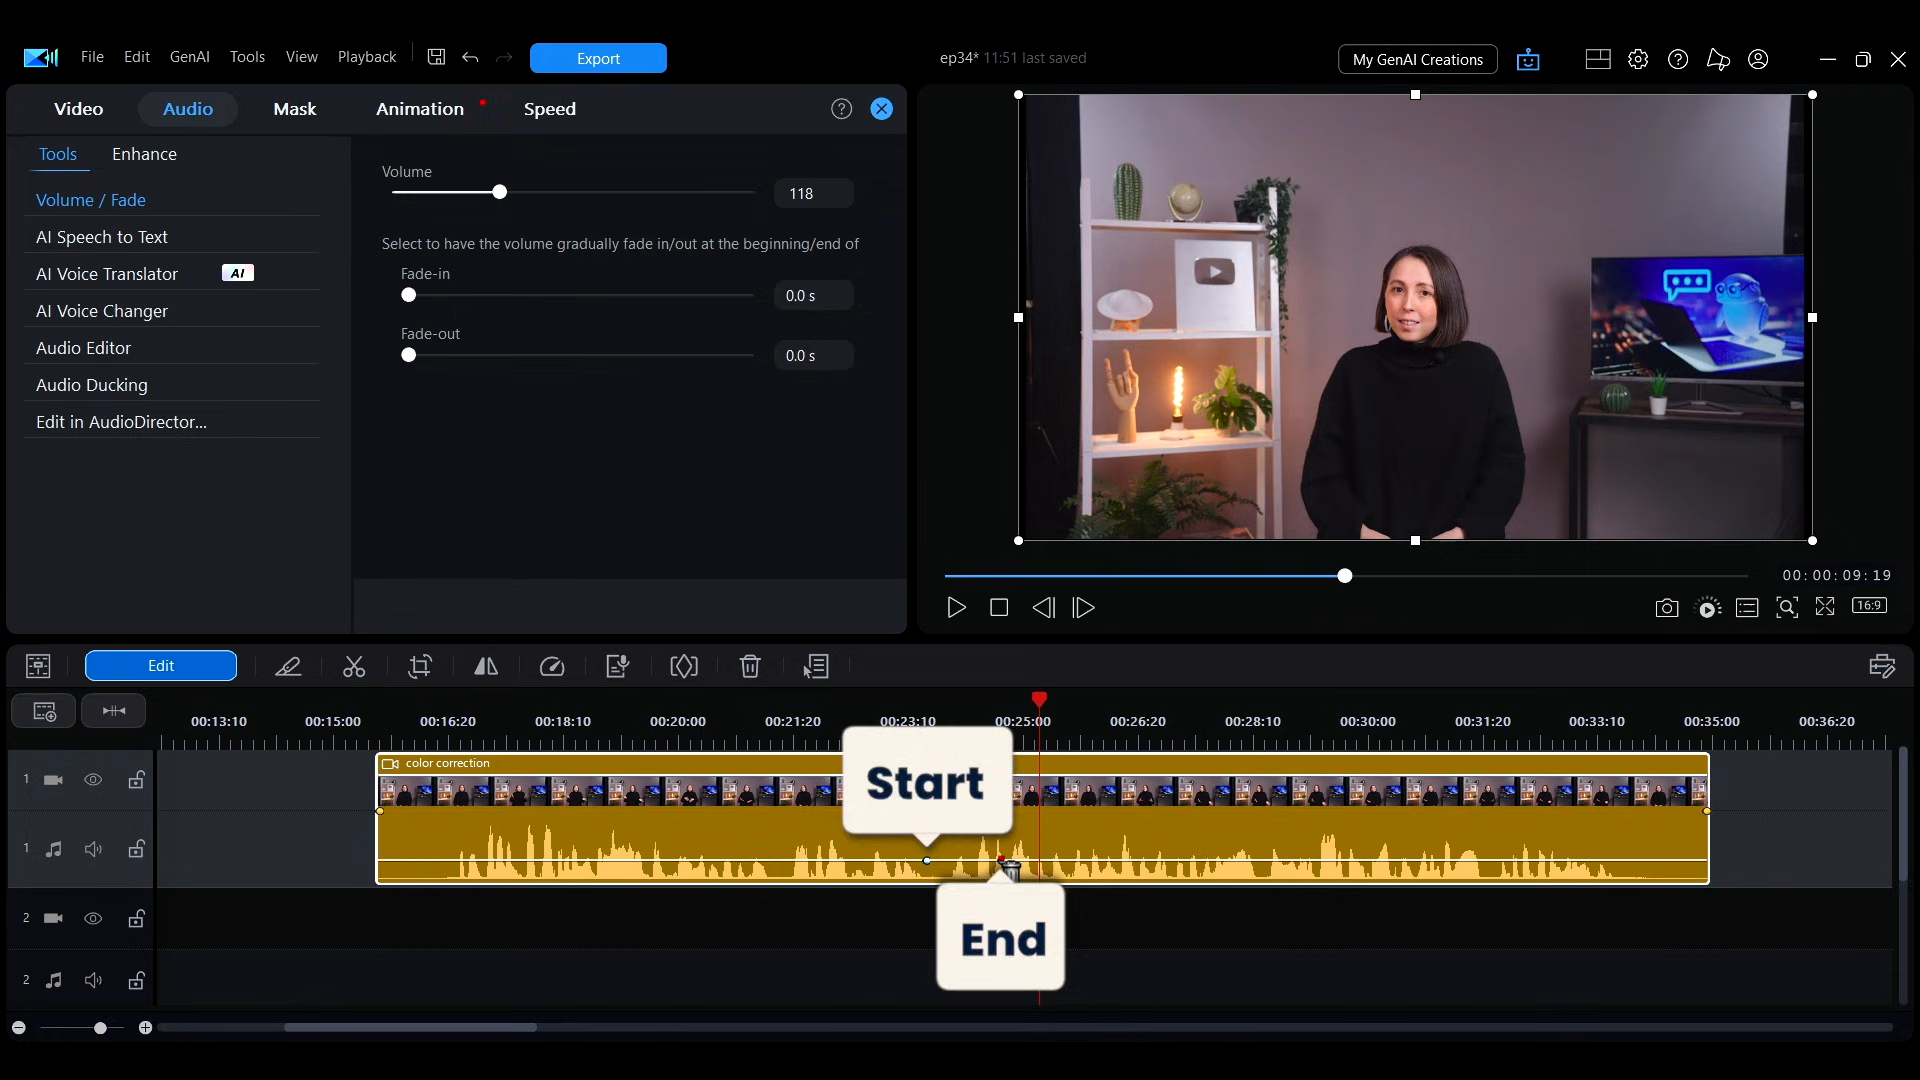 File Edit GenAI Tools View Playback Export ep34* 11:51 last saved My GenAI Creations
Video Audio Mask Animation Speed
Tools Enhance
Volume / Fade
AI Speech to Text
AI Voice Translator AI
AI Voice Changer
Audio Editor
Audio Ducking
Edit in AudioDirector...
Volume
118
Select to have the volume gradually fade in/out at the beginning/end of
Fade-in
0.0 s
Fade-out
0.0 s
00:00:09:19
16:9
Edit
00:13:10 00:15:00 00:16:20 00:18:10 00:20:00 00:21:20 00:23:10 00:25:00 00:26:20 00:28:10 00:30:00 00:31:20 00:33:10 00:35:00 00:36:20
1 color correction
Start
1
End
2
2